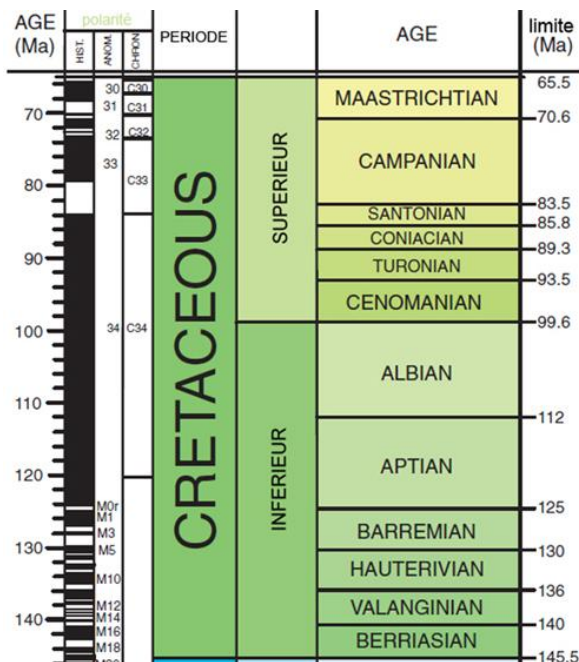 AGE
(Ma)
polarité
HIST.
ANOM.
CHRON
PERIODE
AGE
limite
(Ma)
70
80
90
100
110
120
130
140
30
31
32
33
34
M0r
M1
M3
M5
M10
M12
M14
M16
M18
C30
C31
C32
C33
C34
CRETACEOUS
SUPERIEUR
INFERIEUR
MAASTRICHTIAN
CAMPANIAN
SANTONIAN
CONIACIAN
TURONIAN
CENOMANIAN
ALBIAN
APTIAN
BARREMIAN
HAUTERIVIAN
VALANGINIAN
BERRIASIAN
65.5
70.6
83.5
85.8
89.3
93.5
99.6
112
125
130
136
140
145.5